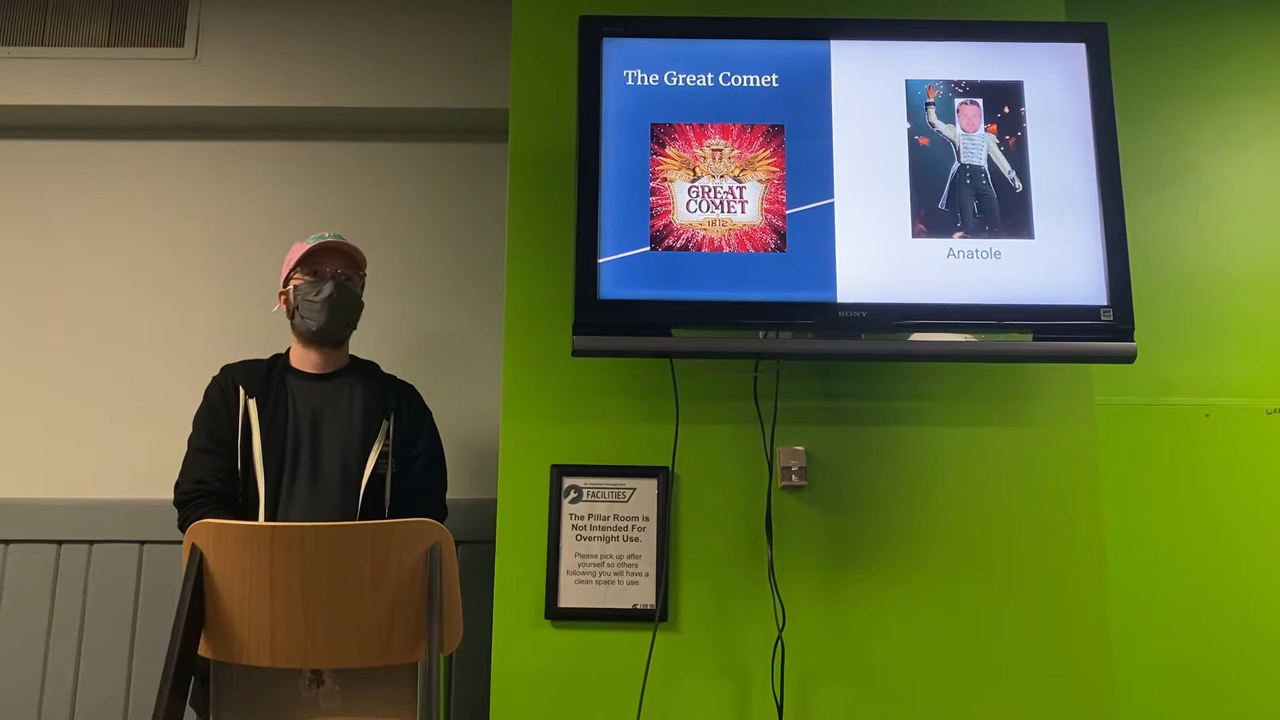 The Great Comet
GREAT
COMET
1812
Anatole
SONY
FACILITIES
The Pillar Room is
Not Intended For
Overnight Use.
Please pick up after
yourself so others
following you will have a
clean space to use.